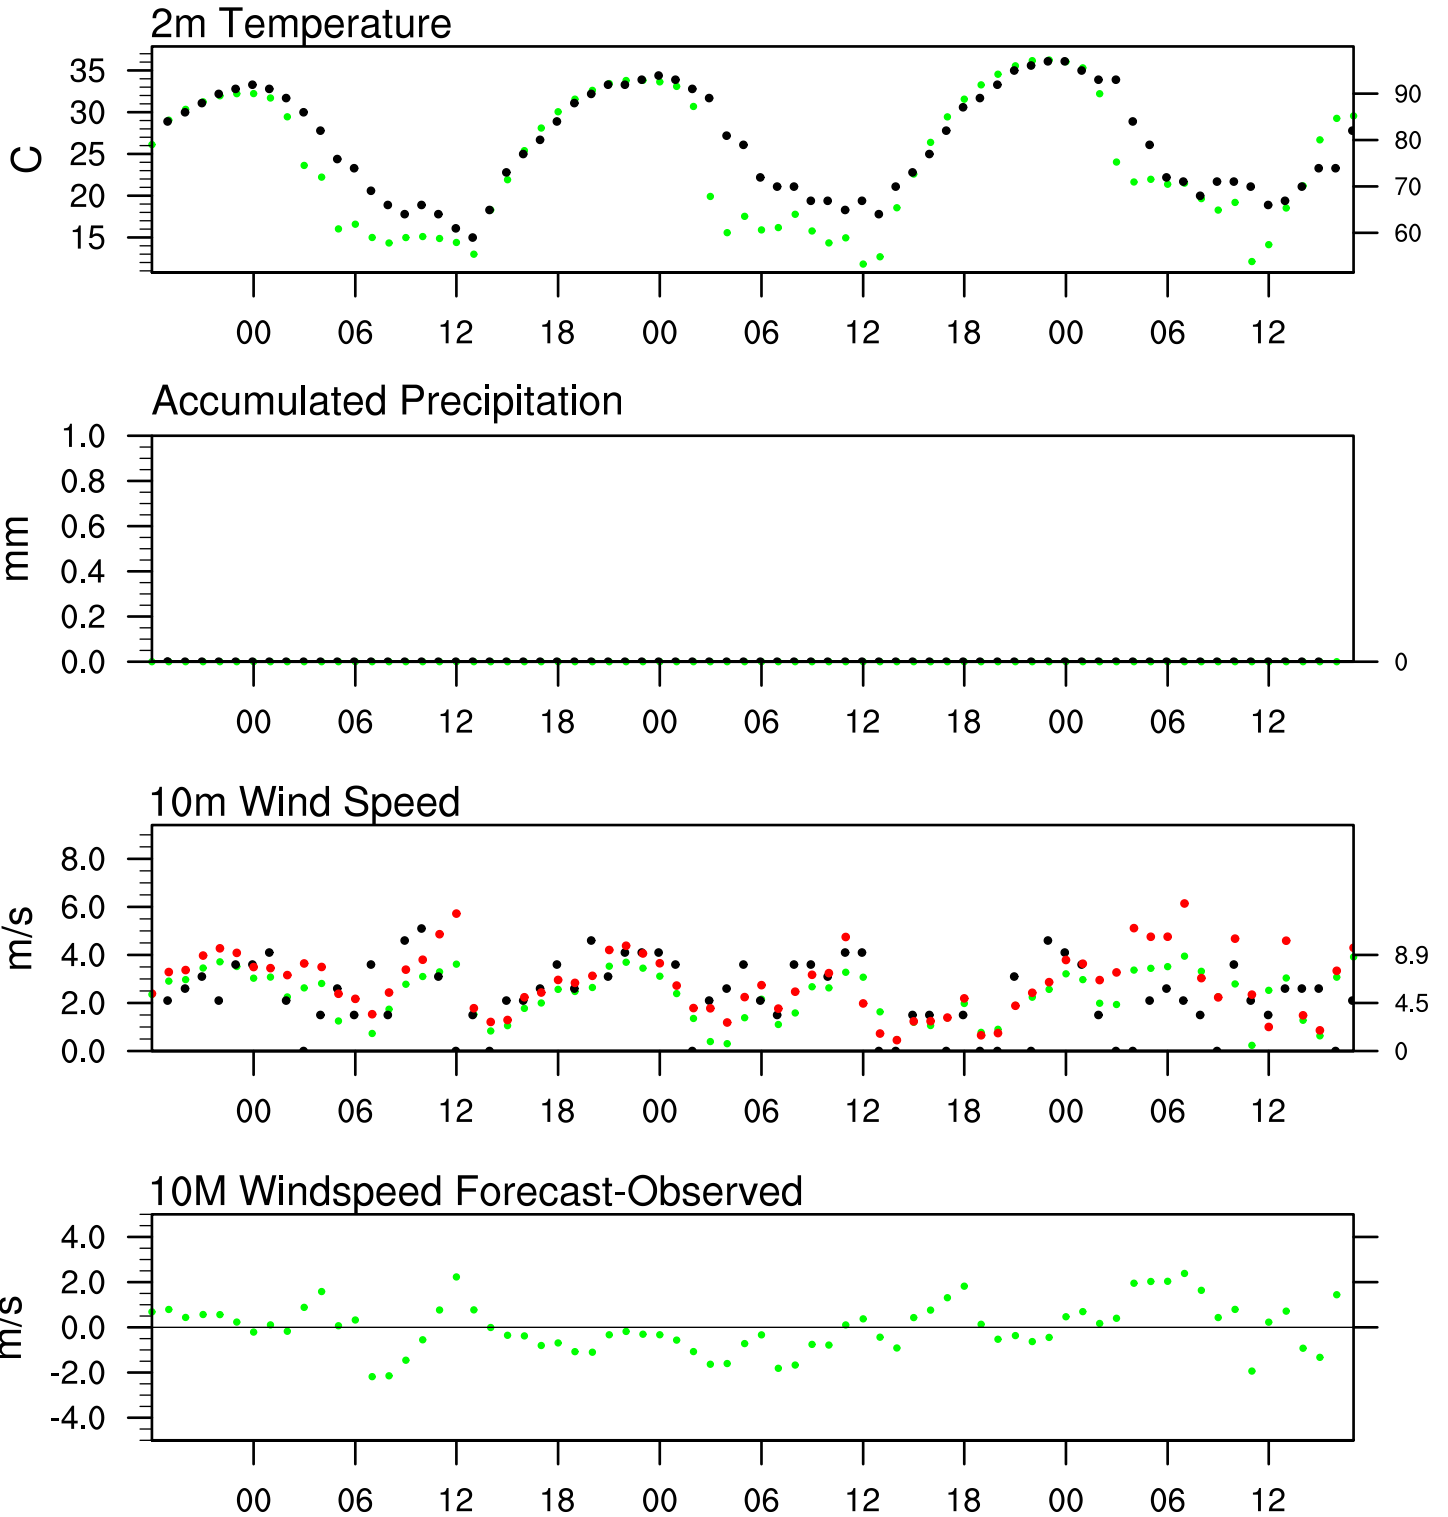 2m Temperature
35
30
25
20
15
C
90
80
70
60
00 06 12 18 00 06 12 18 00 06 12
Accumulated Precipitation
1.0
0.8
0.6
0.4
0.2
0.0
mm
0
00 06 12 18 00 06 12 18 00 06 12
10m Wind Speed
8.0
6.0
4.0
2.0
0.0
m/s
8.9
4.5
0
00 06 12 18 00 06 12 18 00 06 12
10M Windspeed Forecast-Observed
4.0
2.0
0.0
-2.0
-4.0
m/s
00 06 12 18 00 06 12 18 00 06 12